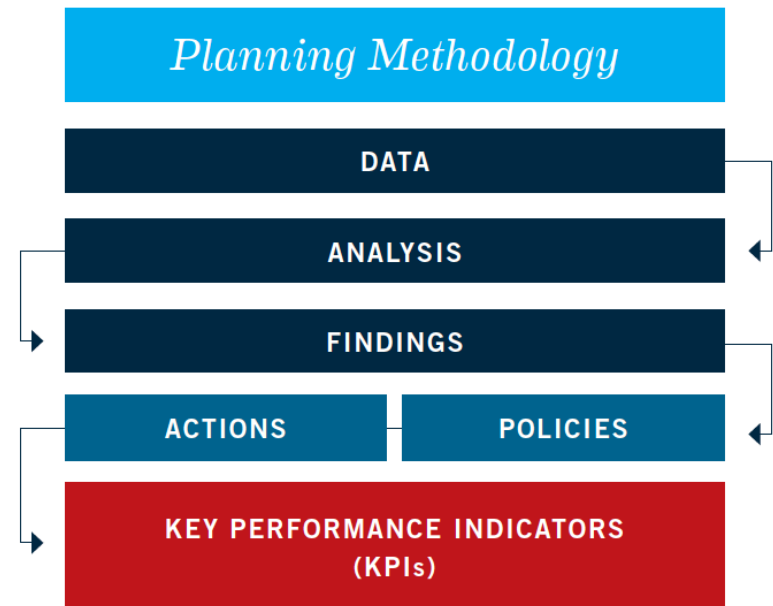 Planning Methodology
DATA
ANALYSIS
FINDINGS
ACTIONS
POLICIES
KEY PERFORMANCE INDICATORS
(KPIs)